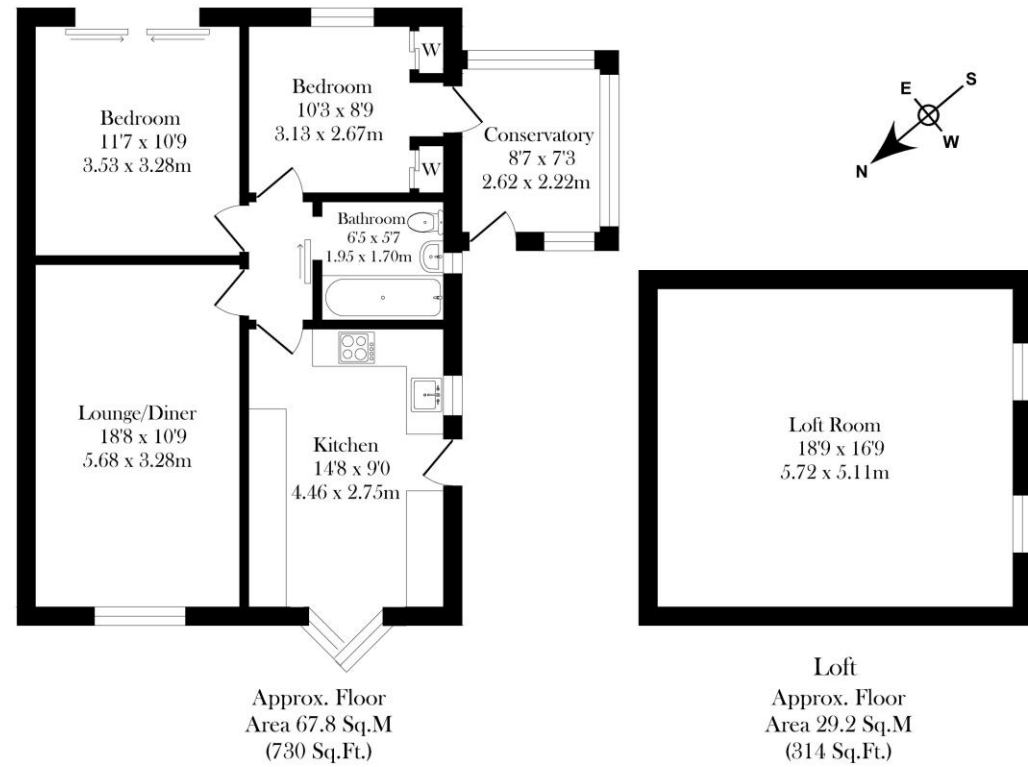 Bedroom
11'7 x 10'9
3.53 x 3.28m
Bedroom
10'3 x 8'9
3.13 x 2.67m
W
W
Conservatory
8'7 x 7'3
2.62 x 2.22m
Bathroom
6'5 x 5'7
1.95 x 1.70m
Lounge/Diner
18'8 x 10'9
5.68 x 3.28m
Kitchen
14'8 x 9'0
4.46 x 2.75m
Approx. Floor
Area 67.8 Sq.M
(730 Sq.Ft.)
E
S
N
W
Loft Room
18'9 x 16'9
5.72 x 5.11m
Loft
Approx. Floor
Area 29.2 Sq.M
(314 Sq.Ft.)